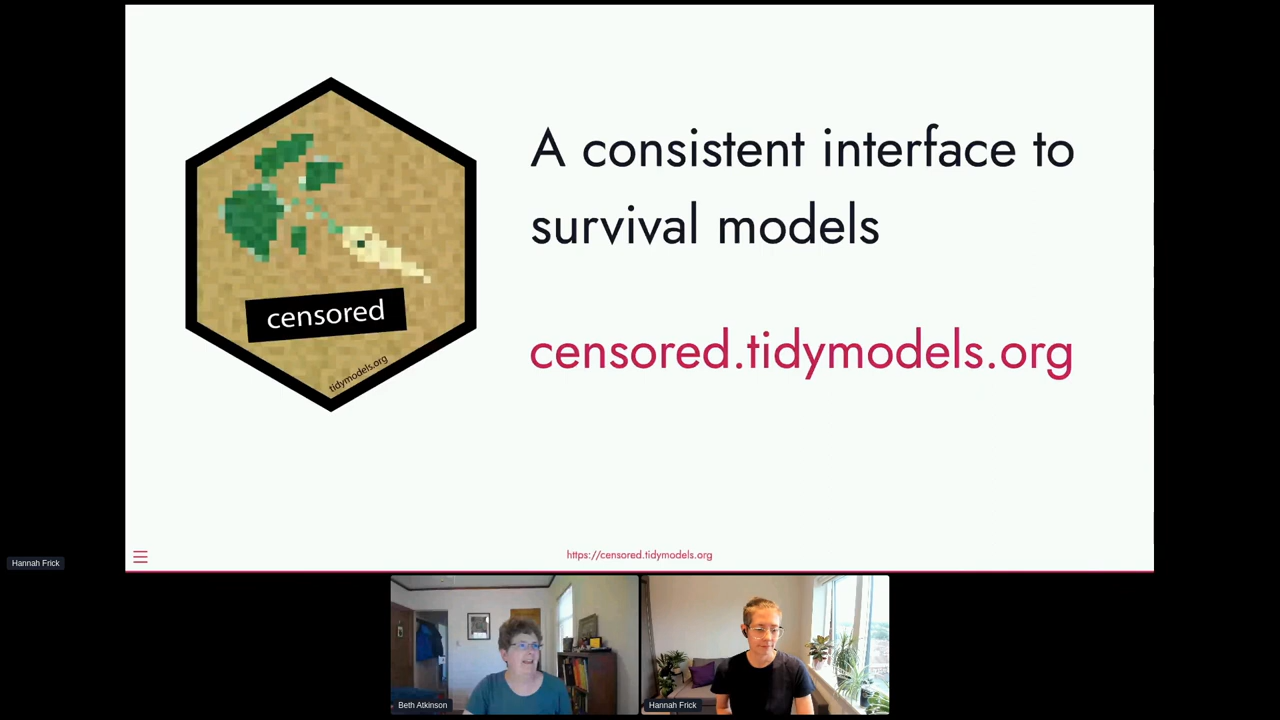 A consistent interface to
survival models
censored
tidymodels.org
censored.tidymodels.org
https://censored.tidymodels.org
Hannah Frick
Beth Atkinson
Hannah Frick